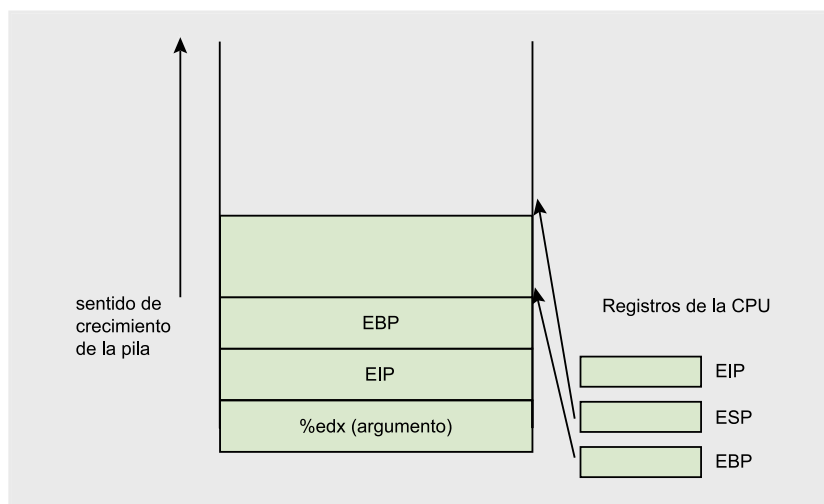 sentido de
crecimiento
de la pila
EBP
EIP
%edx (argumento)
Registros de la CPU
EIP
ESP
EBP